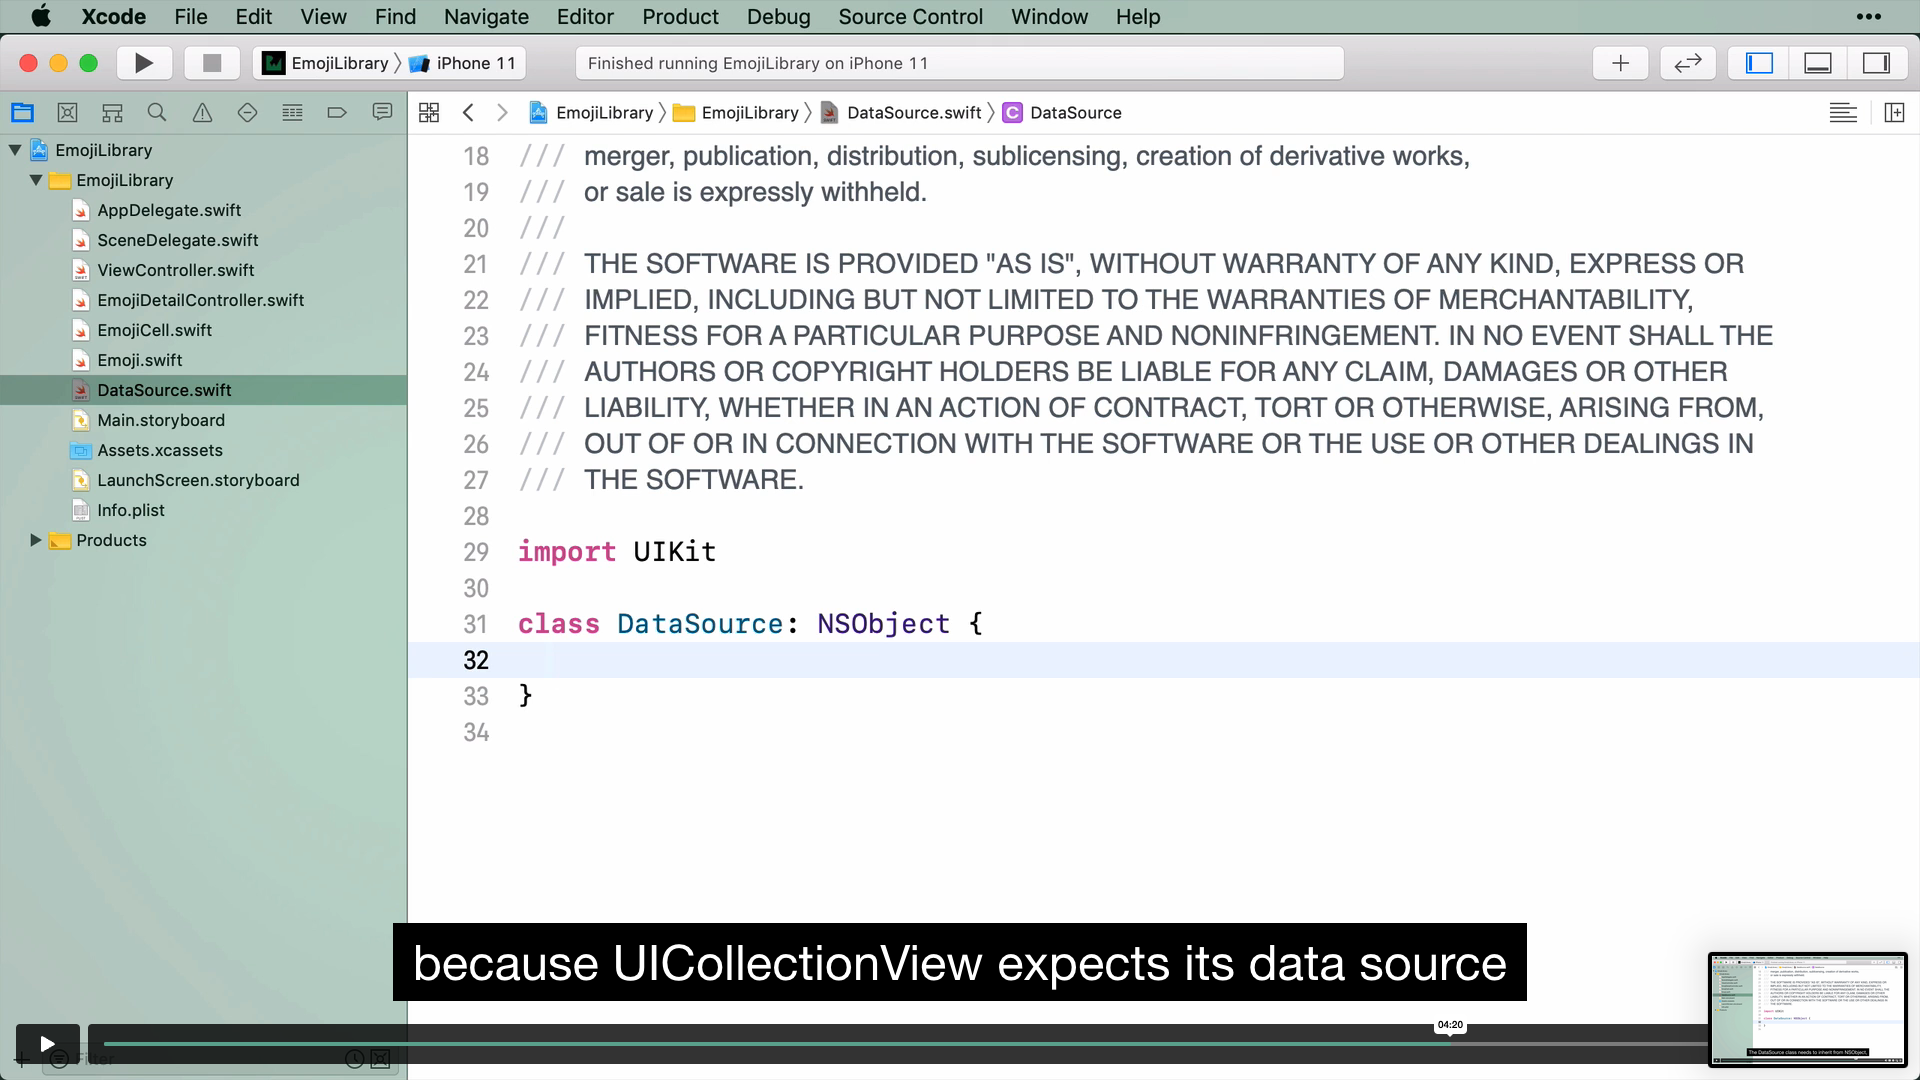 Xcode File Edit View Find Navigate Editor Product Debug Source Control Window Help
EmojiLibrary iPhone 11
Finished running EmojiLibrary on iPhone 11
EmojiLibrary EmojiLibrary DataSource.swift C DataSource
EmojiLibrary
EmojiLibrary
AppDelegate.swift
SceneDelegate.swift
ViewController.swift
EmojiDetailController.swift
EmojiCell.swift
Emoji.swift
DataSource.swift
Main.storyboard
Assets.xcassets
LaunchScreen.storyboard
Info.plist
Products
Filter
18 /// merger, publication, distribution, sublicensing, creation of derivative works,
19 /// or sale is expressly withheld.
20 ///
21 /// THE SOFTWARE IS PROVIDED "AS IS", WITHOUT WARRANTY OF ANY KIND, EXPRESS OR
22 /// IMPLIED, INCLUDING BUT NOT LIMITED TO THE WARRANTIES OF MERCHANTABILITY,
23 /// FITNESS FOR A PARTICULAR PURPOSE AND NONINFRINGEMENT. IN NO EVENT SHALL THE
24 /// AUTHORS OR COPYRIGHT HOLDERS BE LIABLE FOR ANY CLAIM, DAMAGES OR OTHER
25 /// LIABILITY, WHETHER IN AN ACTION OF CONTRACT, TORT OR OTHERWISE, ARISING FROM,
26 /// OUT OF OR IN CONNECTION WITH THE SOFTWARE OR THE USE OR OTHER DEALINGS IN
27 /// THE SOFTWARE.
28
29 import UIKit
30
31 class DataSource: NSObject {
32
33 }
34
because UICollectionView expects its data source
04:20
The DataSource class needs to inherit from NSObject,